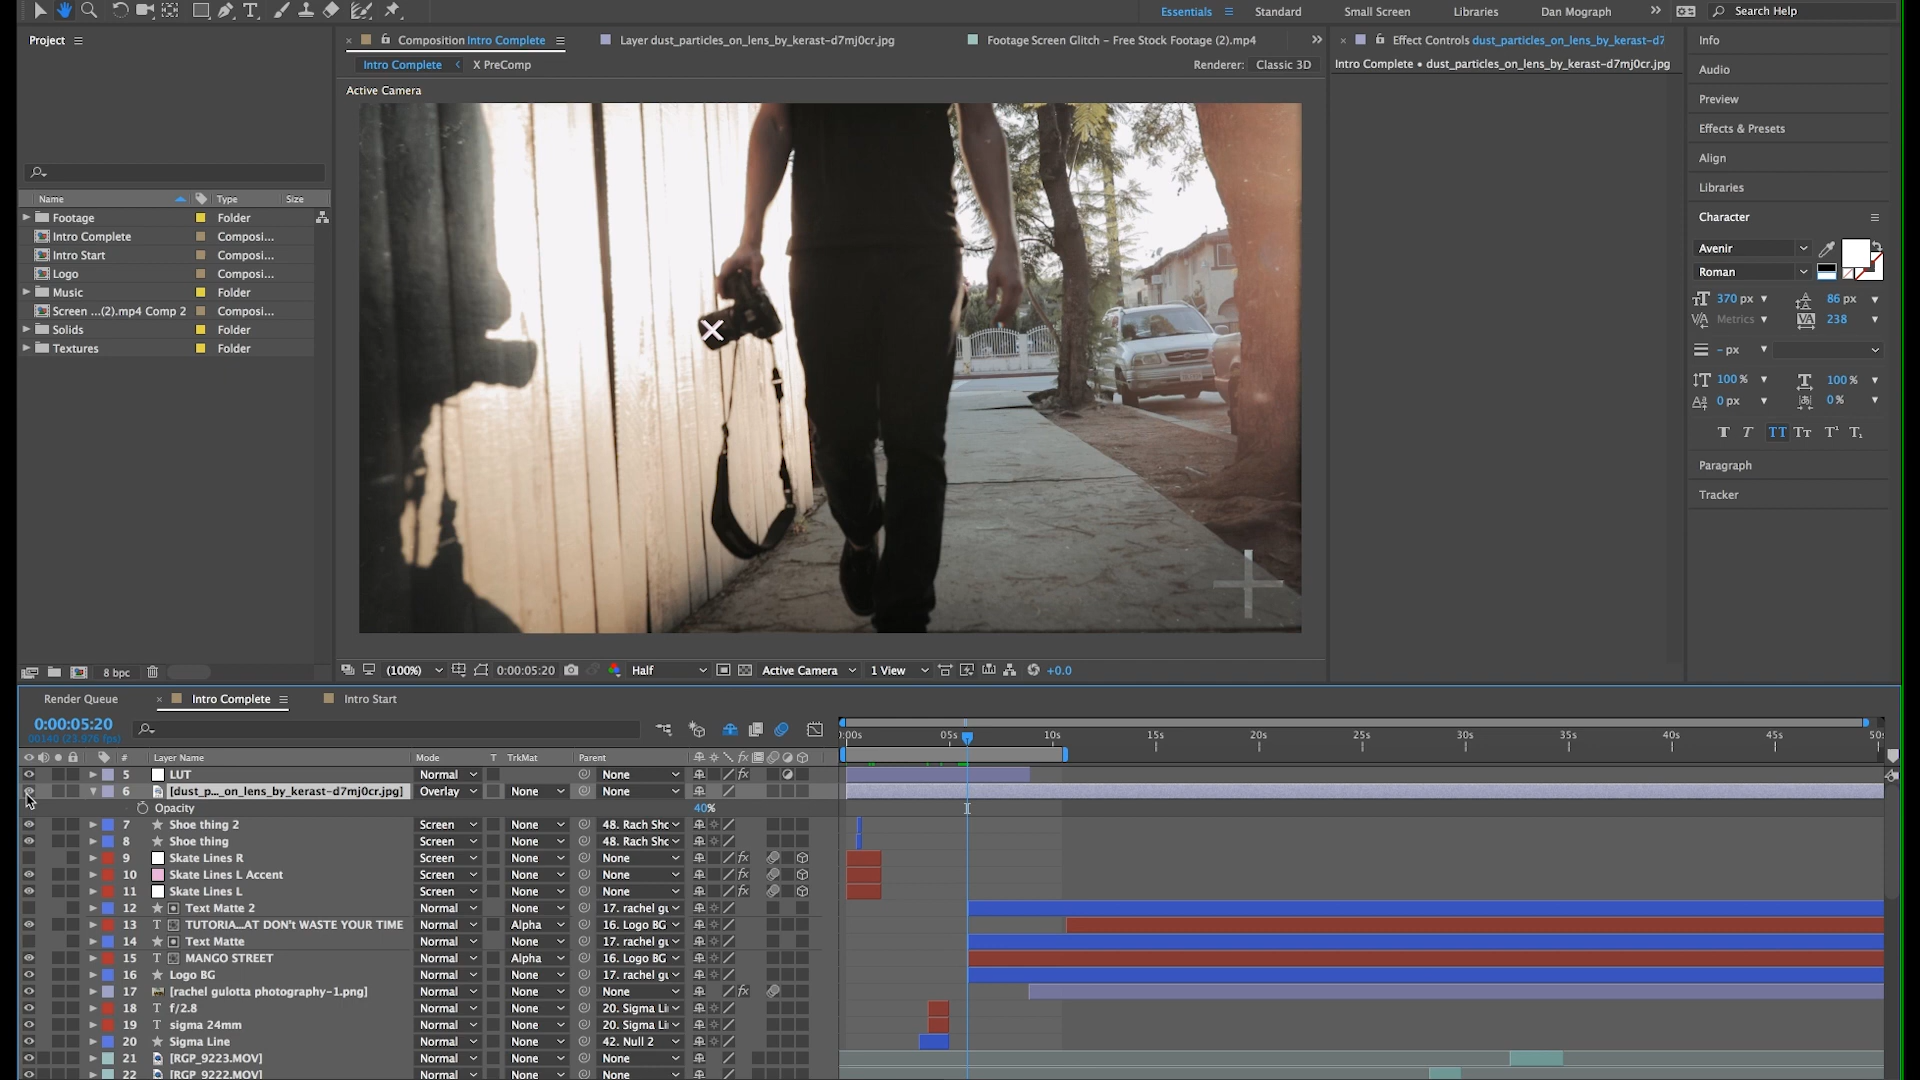 Essentials Standard Small Screen Libraries Dan Mograph Search Help
Project
Composition Intro Complete Layer dust_particles_on_lens_by_kerast-d7mj0cr.jpg Footage Screen Glitch - Free Stock Footage (2).mp4 Effect Controls dust_particles_on_lens_by_kerast-d7 Info
Intro Complete X PreComp Renderer: Classic 3D Intro Complete • dust_particles_on_lens_by_kerast-d7mj0cr.jpg
Audio
Active Camera
Preview
Effects & Presets
Align
Libraries
Name Type Size
Footage Folder
Intro Complete Composi...
Intro Start Composi...
Logo Composi...
Music Folder
Screen ...(2).mp4 Comp 2 Composi...
Solids Folder
Textures Folder
Character
Avenir
Roman
370 px 86 px
Metrics 238
- px
100 % 100 %
0 px 0 %
Paragraph
Tracker
8 bpc (100%) 0:00:05:20 Half Active Camera 1 View +0.0
Render Queue Intro Complete Intro Start
0:00:05:20
00140 (23.976 fps)
):00s 05s 10s 15s 20s 25s 30s 35s 40s 45s 50s
# Layer Name Mode T TrkMat Parent
5 LUT Normal None
6 [dust_p..._on_lens_by_kerast-d7mj0cr.jpg] Overlay None None
Opacity 40%
7 Shoe thing 2 Screen None 48. Rach Sho
8 Shoe thing Screen None 48. Rach Sho
9 Skate Lines R Screen None None
10 Skate Lines L Accent Screen None None
11 Skate Lines L Screen None None
12 Text Matte 2 Normal None 17. rachel gu
13 TUTORIA...AT DON't WASTE YOUR TIME Normal Alpha 16. Logo BG
14 Text Matte Normal None 17. rachel gu
15 MANGO STREET Normal Alpha 16. Logo BG
16 Logo BG Normal None 17. rachel gu
17 [rachel gulotta photography-1.png] Normal None None
18 f/2.8 Normal None 20. Sigma Li
19 sigma 24mm Normal None 20. Sigma Li
20 Sigma Line Normal None 42. Null 2
21 [RGP_9223.MOV] Normal None None
22 [RGP_9222.MOV] Normal None None